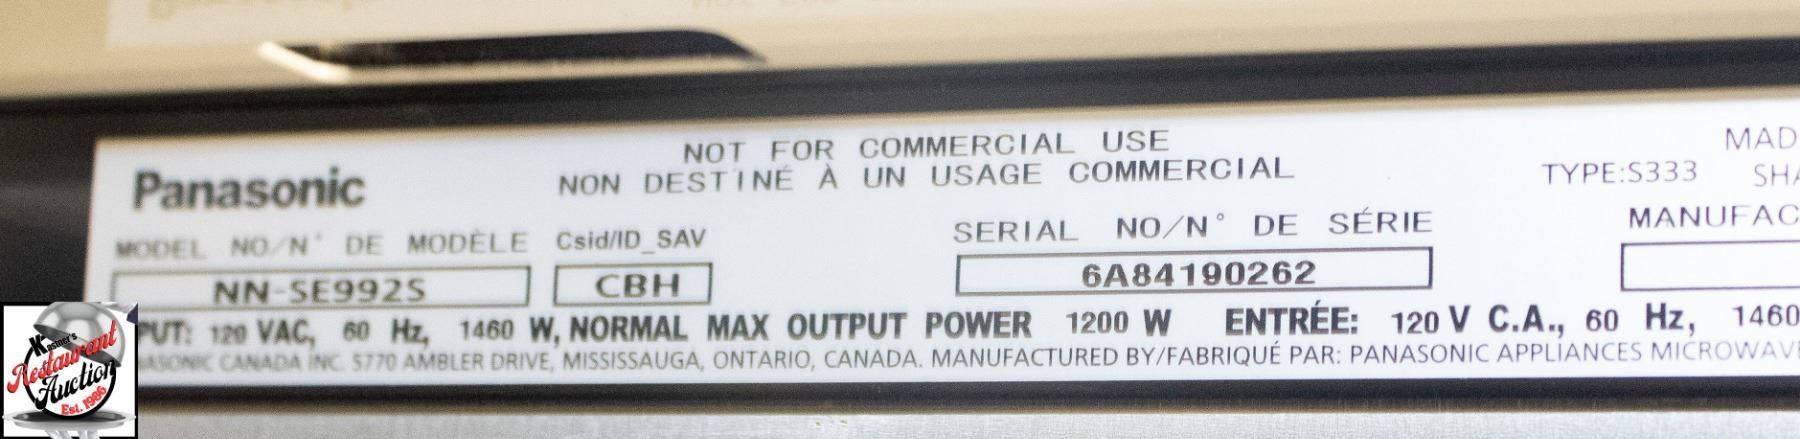 NOT FOR COMMERCIAL USE
NON DESTINÉ À UN USAGE COMMERCIAL
Panasonic
MAD
TYPE:S333 SHA
MODEL NO/N° DE MODÈLE Csid/ID_SAV SERIAL NO/N° DE SÉRIE MANUFAC
NN-SE992S CBH 6A84190262
PUT: 120 VAC, 60 Hz, 1460 W, NORMAL MAX OUTPUT POWER 1200 W ENTRÉE: 120 V C.A., 60 Hz, 1460
ASONIC CANADA INC. 5770 AMBLER DRIVE, MISSISSAUGA, ONTARIO, CANADA. MANUFACTURED BY/FABRIQUÉ PAR: PANASONIC APPLIANCES MICROWAV
Kasner's
Restaurant
Auction
Est. 1986